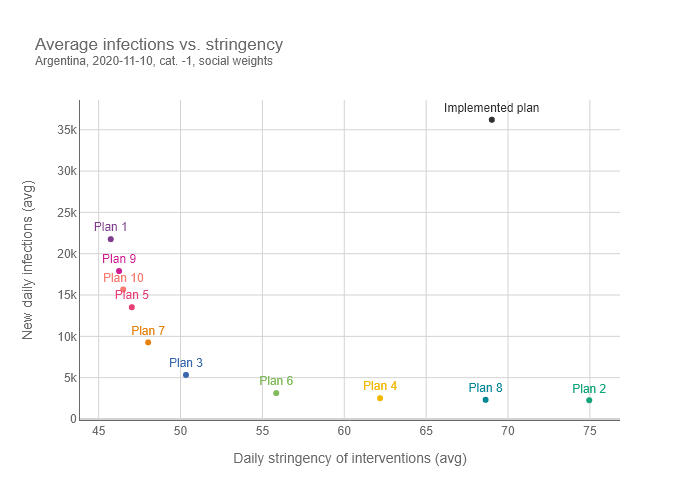 Average infections vs. stringency
Argentina, 2020-11-10, cat. -1, social weights
Implemented plan
35k
30k
25k
Plan 1
20k
Plan 9
Plan 10
15k
Plan 5
10k
Plan 7
Plan 3
5k
Plan 6
Plan 4
Plan 8
Plan 2
0
45
50
55
60
65
70
75
New daily infections (avg)
Daily stringency of interventions (avg)